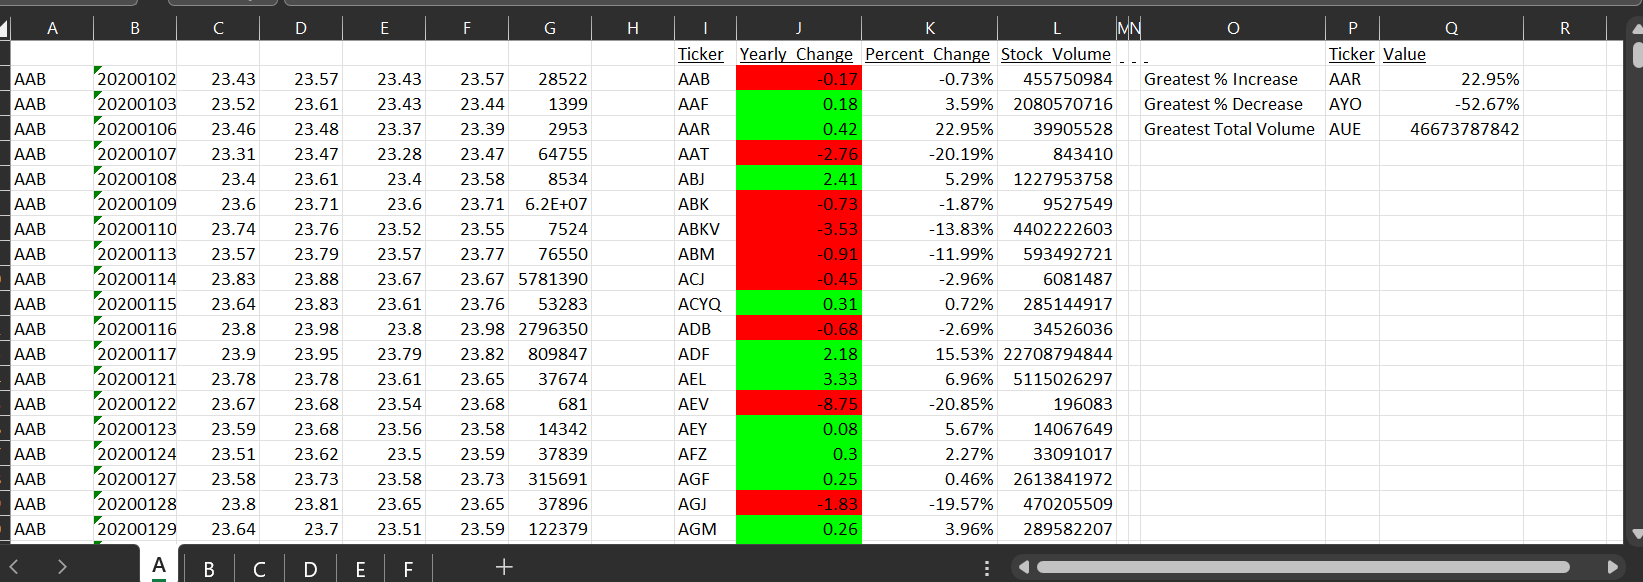 A B C D E F G H I J K L M N O P Q R
Ticker Yearly_Change Percent_Change Stock_Volume _ _ _ Ticker Value
AAB 20200102 23.43 23.57 23.43 23.57 28522 AAB -0.17 -0.73% 455750984 Greatest % Increase AAR 22.95%
AAB 20200103 23.52 23.61 23.43 23.44 1399 AAF 0.18 3.59% 2080570716 Greatest % Decrease AYO -52.67%
AAB 20200106 23.46 23.48 23.37 23.39 2953 AAR 0.42 22.95% 39905528 Greatest Total Volume AUE 46673787842
AAB 20200107 23.31 23.47 23.28 23.47 64755 AAT -2.76 -20.19% 843410
AAB 20200108 23.4 23.61 23.4 23.58 8534 ABJ 2.41 5.29% 1227953758
AAB 20200109 23.6 23.71 23.6 23.71 6.2E+07 ABK -0.73 -1.87% 9527549
AAB 20200110 23.74 23.76 23.52 23.55 7524 ABKV -3.53 -13.83% 4402222603
AAB 20200113 23.57 23.79 23.57 23.77 76550 ABM -0.91 -11.99% 593492721
AAB 20200114 23.83 23.88 23.67 23.67 5781390 ACJ -0.45 -2.96% 6081487
AAB 20200115 23.64 23.83 23.61 23.76 53283 ACYQ 0.31 0.72% 285144917
AAB 20200116 23.8 23.98 23.8 23.98 2796350 ADB -0.68 -2.69% 34526036
AAB 20200117 23.9 23.95 23.79 23.82 809847 ADF 2.18 15.53% 22708794844
AAB 20200121 23.78 23.78 23.61 23.65 37674 AEL 3.33 6.96% 5115026297
AAB 20200122 23.67 23.68 23.54 23.68 681 AEV -8.75 -20.85% 196083
AAB 20200123 23.59 23.68 23.56 23.58 14342 AEY 0.08 5.67% 14067649
AAB 20200124 23.51 23.62 23.5 23.59 37839 AFZ 0.3 2.27% 33091017
AAB 20200127 23.58 23.73 23.58 23.73 315691 AGF 0.25 0.46% 2613841972
AAB 20200128 23.8 23.81 23.65 23.65 37896 AGJ -1.83 -19.57% 470205509
AAB 20200129 23.64 23.7 23.51 23.59 122379 AGM 0.26 3.96% 289582207
A B C D E F